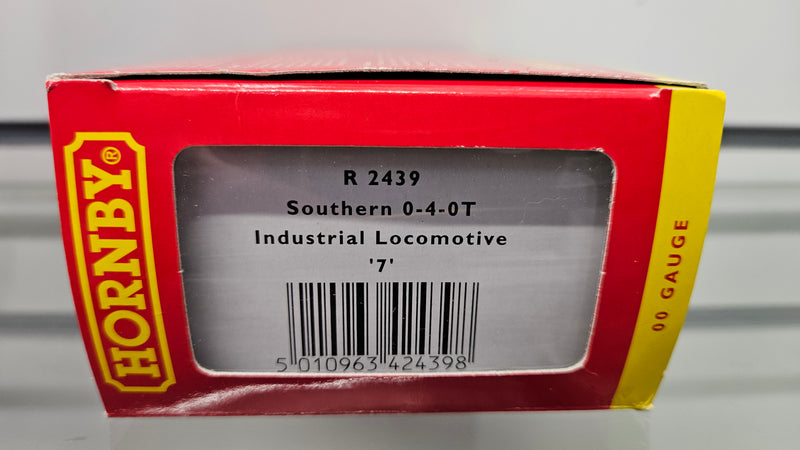 HORNBY®
R 2439
Southern 0-4-0T
Industrial Locomotive
'7'
5 010963 424398
00 GAUGE